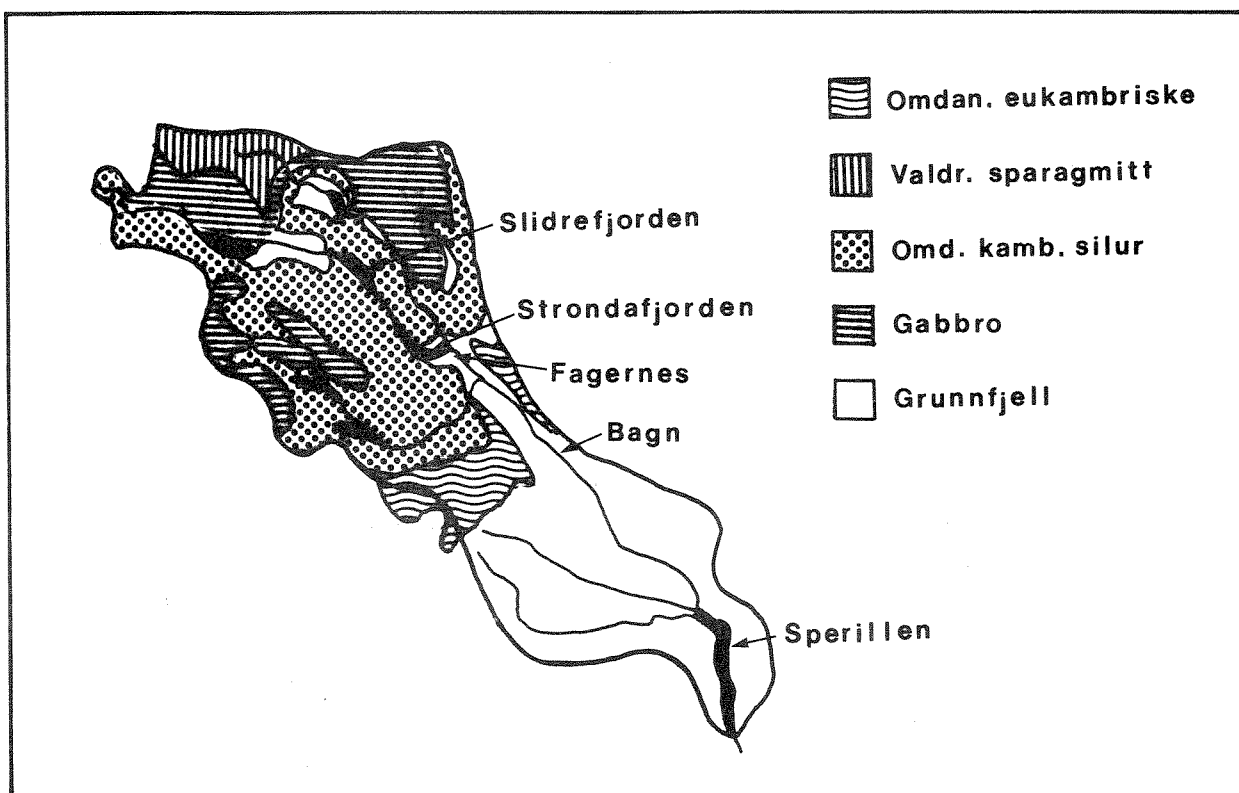 Omdan. eukambriske
Valdr. sparagmitt
Omd. kamb. silur
Gabbro
Grunnfjell
Slidrefjorden
Strondafjorden
Fagernes
Bagn
Sperillen